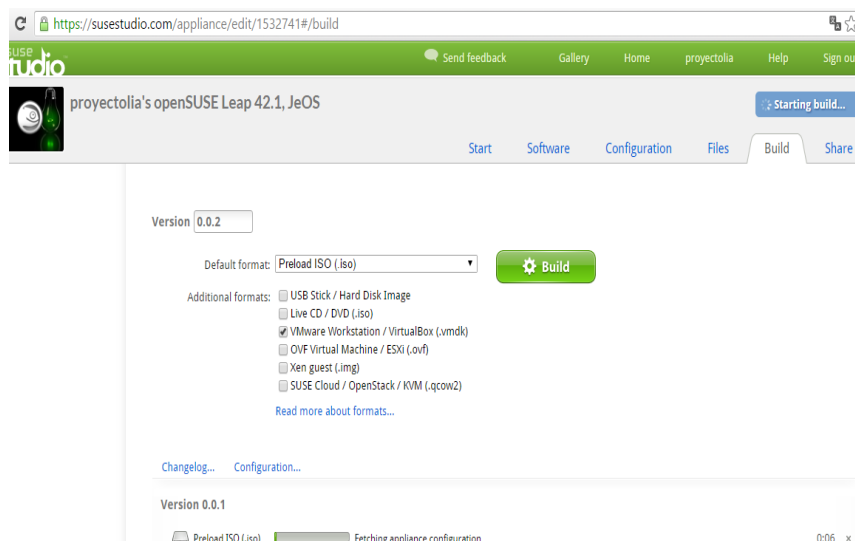 https://susestudio.com/appliance/edit/1532741#/build
suse
studio
Send feedback Gallery Home proyectolia Help Sign ou
proyectolia's openSUSE Leap 42.1, JeOS
Starting build...
Start Software Configuration Files Build Share
Version 0.0.2
Default format: Preload ISO (.iso)
Build
Additional formats: USB Stick / Hard Disk Image
Live CD / DVD (.iso)
VMware Workstation / VirtualBox (.vmdk)
OVF Virtual Machine / ESXi (.ovf)
Xen guest (.img)
SUSE Cloud / OpenStack / KVM (.qcow2)
Read more about formats...
Changelog... Configuration...
Version 0.0.1
Preload ISO (.iso) Fetching appliance configuration 0:06 x